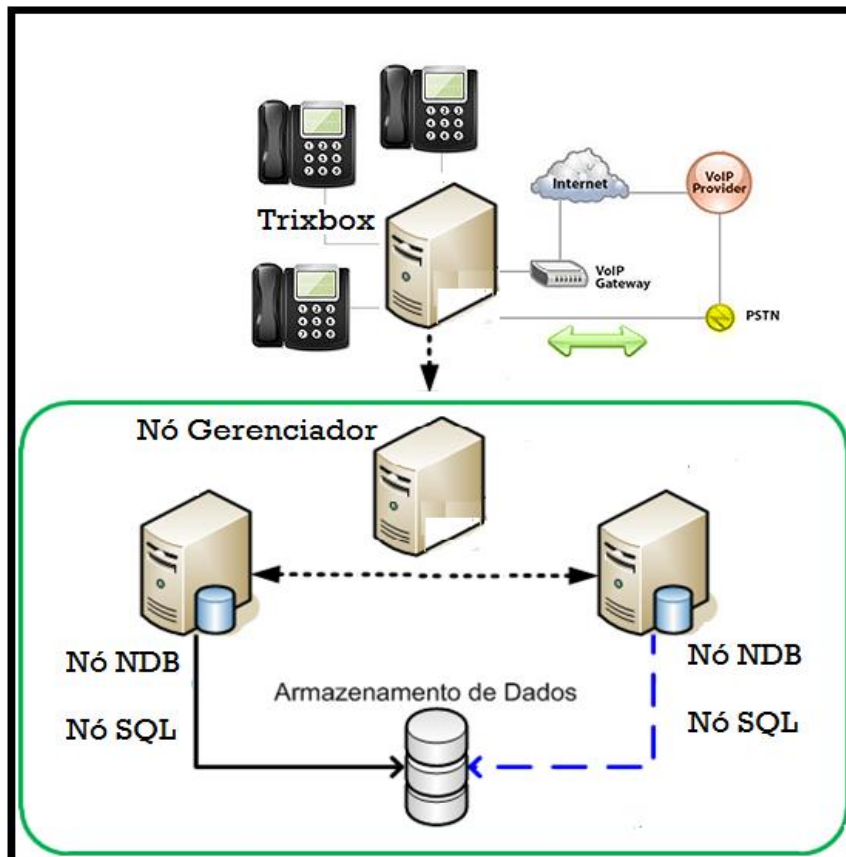 Trixbox
Internet
VoIP
Provider
VoIP
Gateway
PSTN
Nó Gerenciador
Nó NDB
Nó SQL
Armazenamento de Dados
Nó NDB
Nó SQL